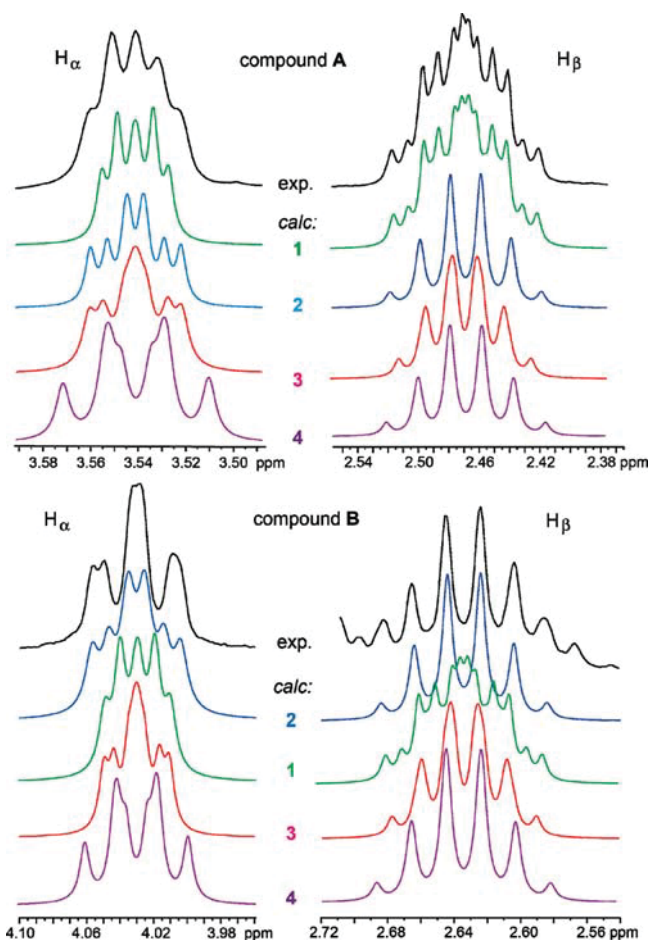 Hα compound A Hβ
exp.
calc:
1
2
3
4
3.58 3.56 3.54 3.52 3.50 ppm
2.54 2.50 2.46 2.42 2.38 ppm
Hα compound B Hβ
exp.
calc:
2
1
3
4
4.10 4.06 4.02 3.98 ppm
2.72 2.68 2.64 2.60 2.56 ppm